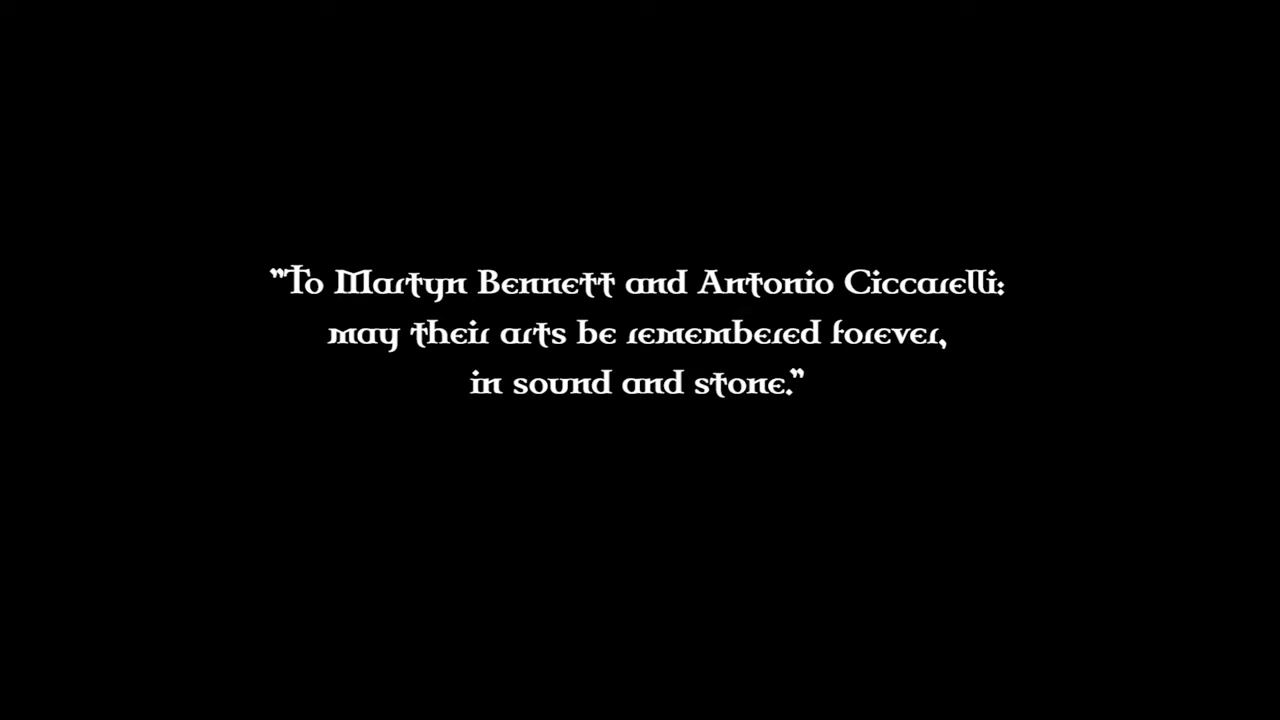 "To Martyn Bennett and Antonio Ciccarelli:
may their arts be remembered forever,
in sound and stone."